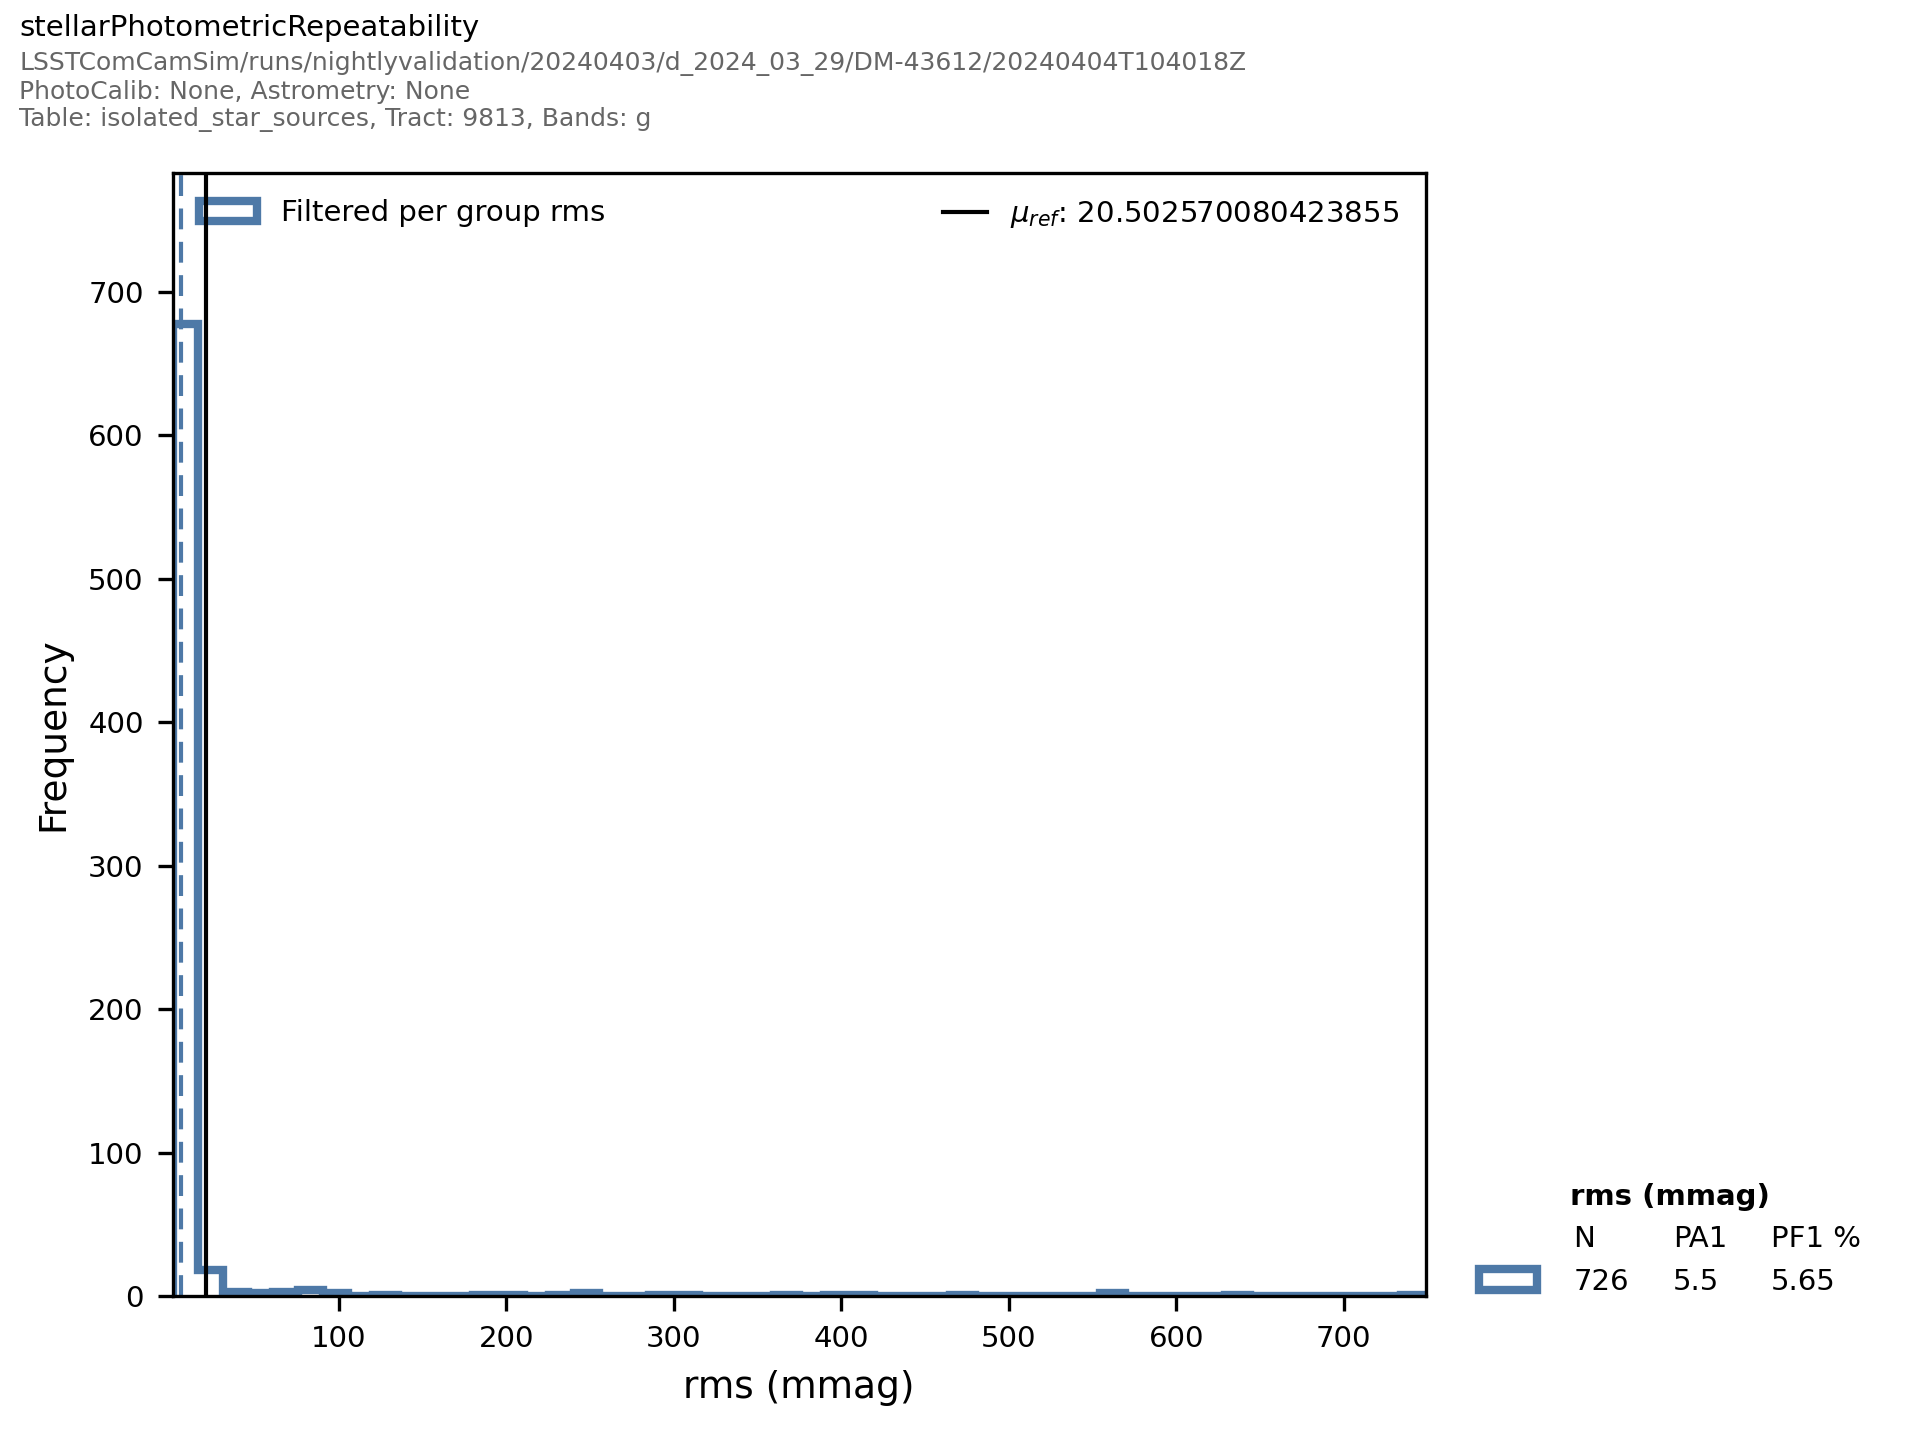 stellarPhotometricRepeatability
LSSTComCamSim/runs/nightlyvalidation/20240403/d_2024_03_29/DM-43612/20240404T104018Z
PhotoCalib: None, Astrometry: None
Table: isolated_star_sources, Tract: 9813, Bands: g
Filtered per group rms
μref: 20.502570080423855
700
600
500
400
300
200
100
0
Frequency
100 200 300 400 500 600 700
rms (mmag)
rms (mmag)
N PA1 PF1 %
726 5.5 5.65